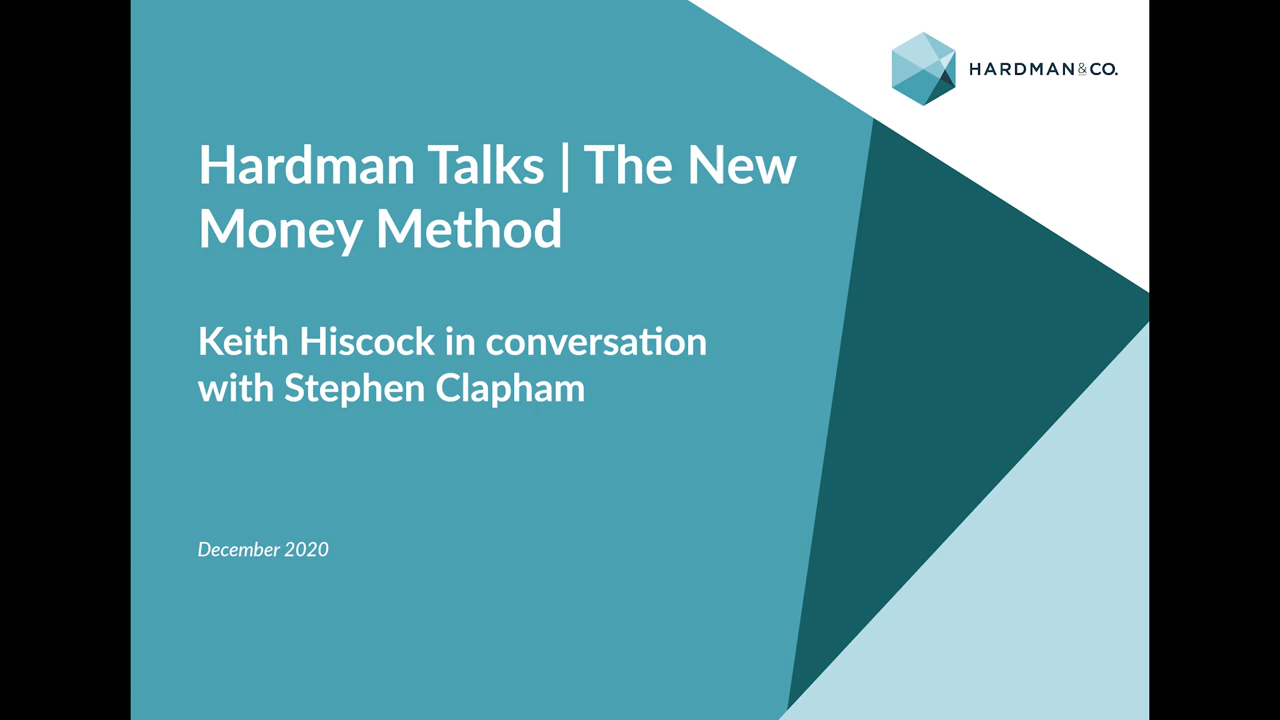 HARDMAN&CO.
Hardman Talks | The New
Money Method
Keith Hiscock in conversation
with Stephen Clapham
December 2020